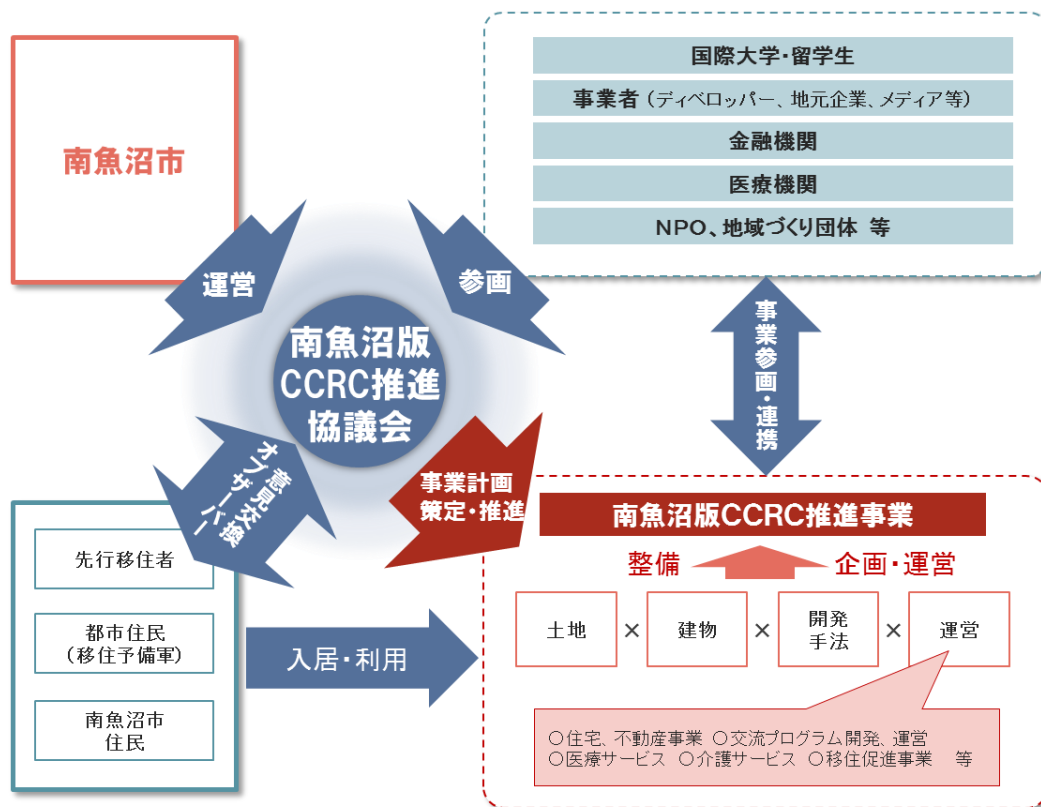 南魚沼市
国際大学・留学生
事業者（ディベロッパー、地元企業、メディア等）
金融機関
医療機関
NPO、地域づくり団体 等
運営
参画
南魚沼版
CCRC推進
協議会
事業参画・連携
意見交換
オブザーバー
事業計画
策定・推進
南魚沼版CCRC推進事業
整備
企画・運営
土地
×
建物
×
開発
手法
×
運営
先行移住者
都市住民
(移住予備軍)
南魚沼市
住民
入居・利用
○住宅、不動産事業 ○交流プログラム開発、運営
○医療サービス ○介護サービス ○移住促進事業 等